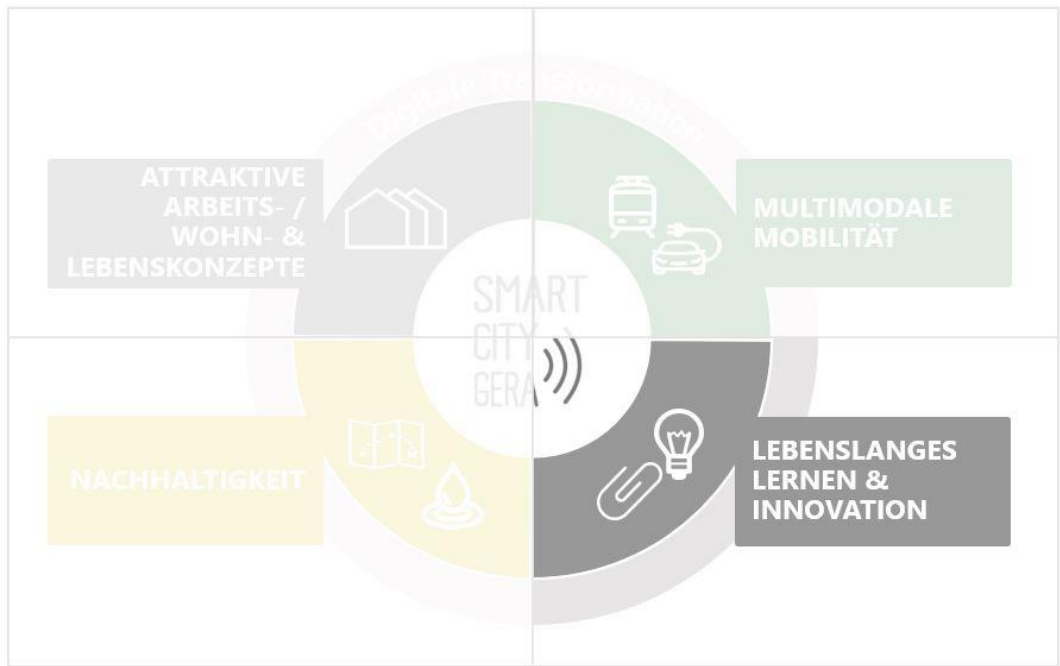 Digitale Transformation
ATTRAKTIVE
ARBEITS- /
WOHN- &
LEBENSKONZEPTE
MULTIMODALE
MOBILITÄT
SMART
CITY
GERA
NACHHALTIGKEIT
LEBENSLANGES
LERNEN &
INNOVATION